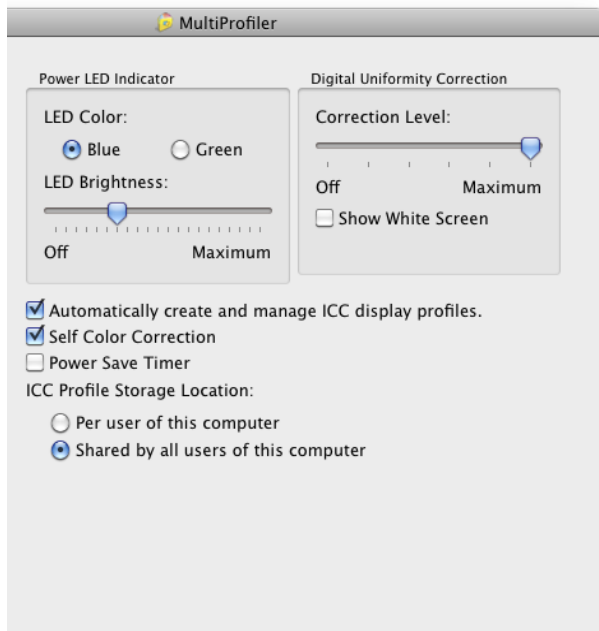 MultiProfiler
Power LED Indicator
LED Color:
Blue Green
LED Brightness:
Off Maximum
Digital Uniformity Correction
Correction Level:
Off Maximum
Show White Screen
Automatically create and manage ICC display profiles.
Self Color Correction
Power Save Timer
ICC Profile Storage Location:
Per user of this computer
Shared by all users of this computer